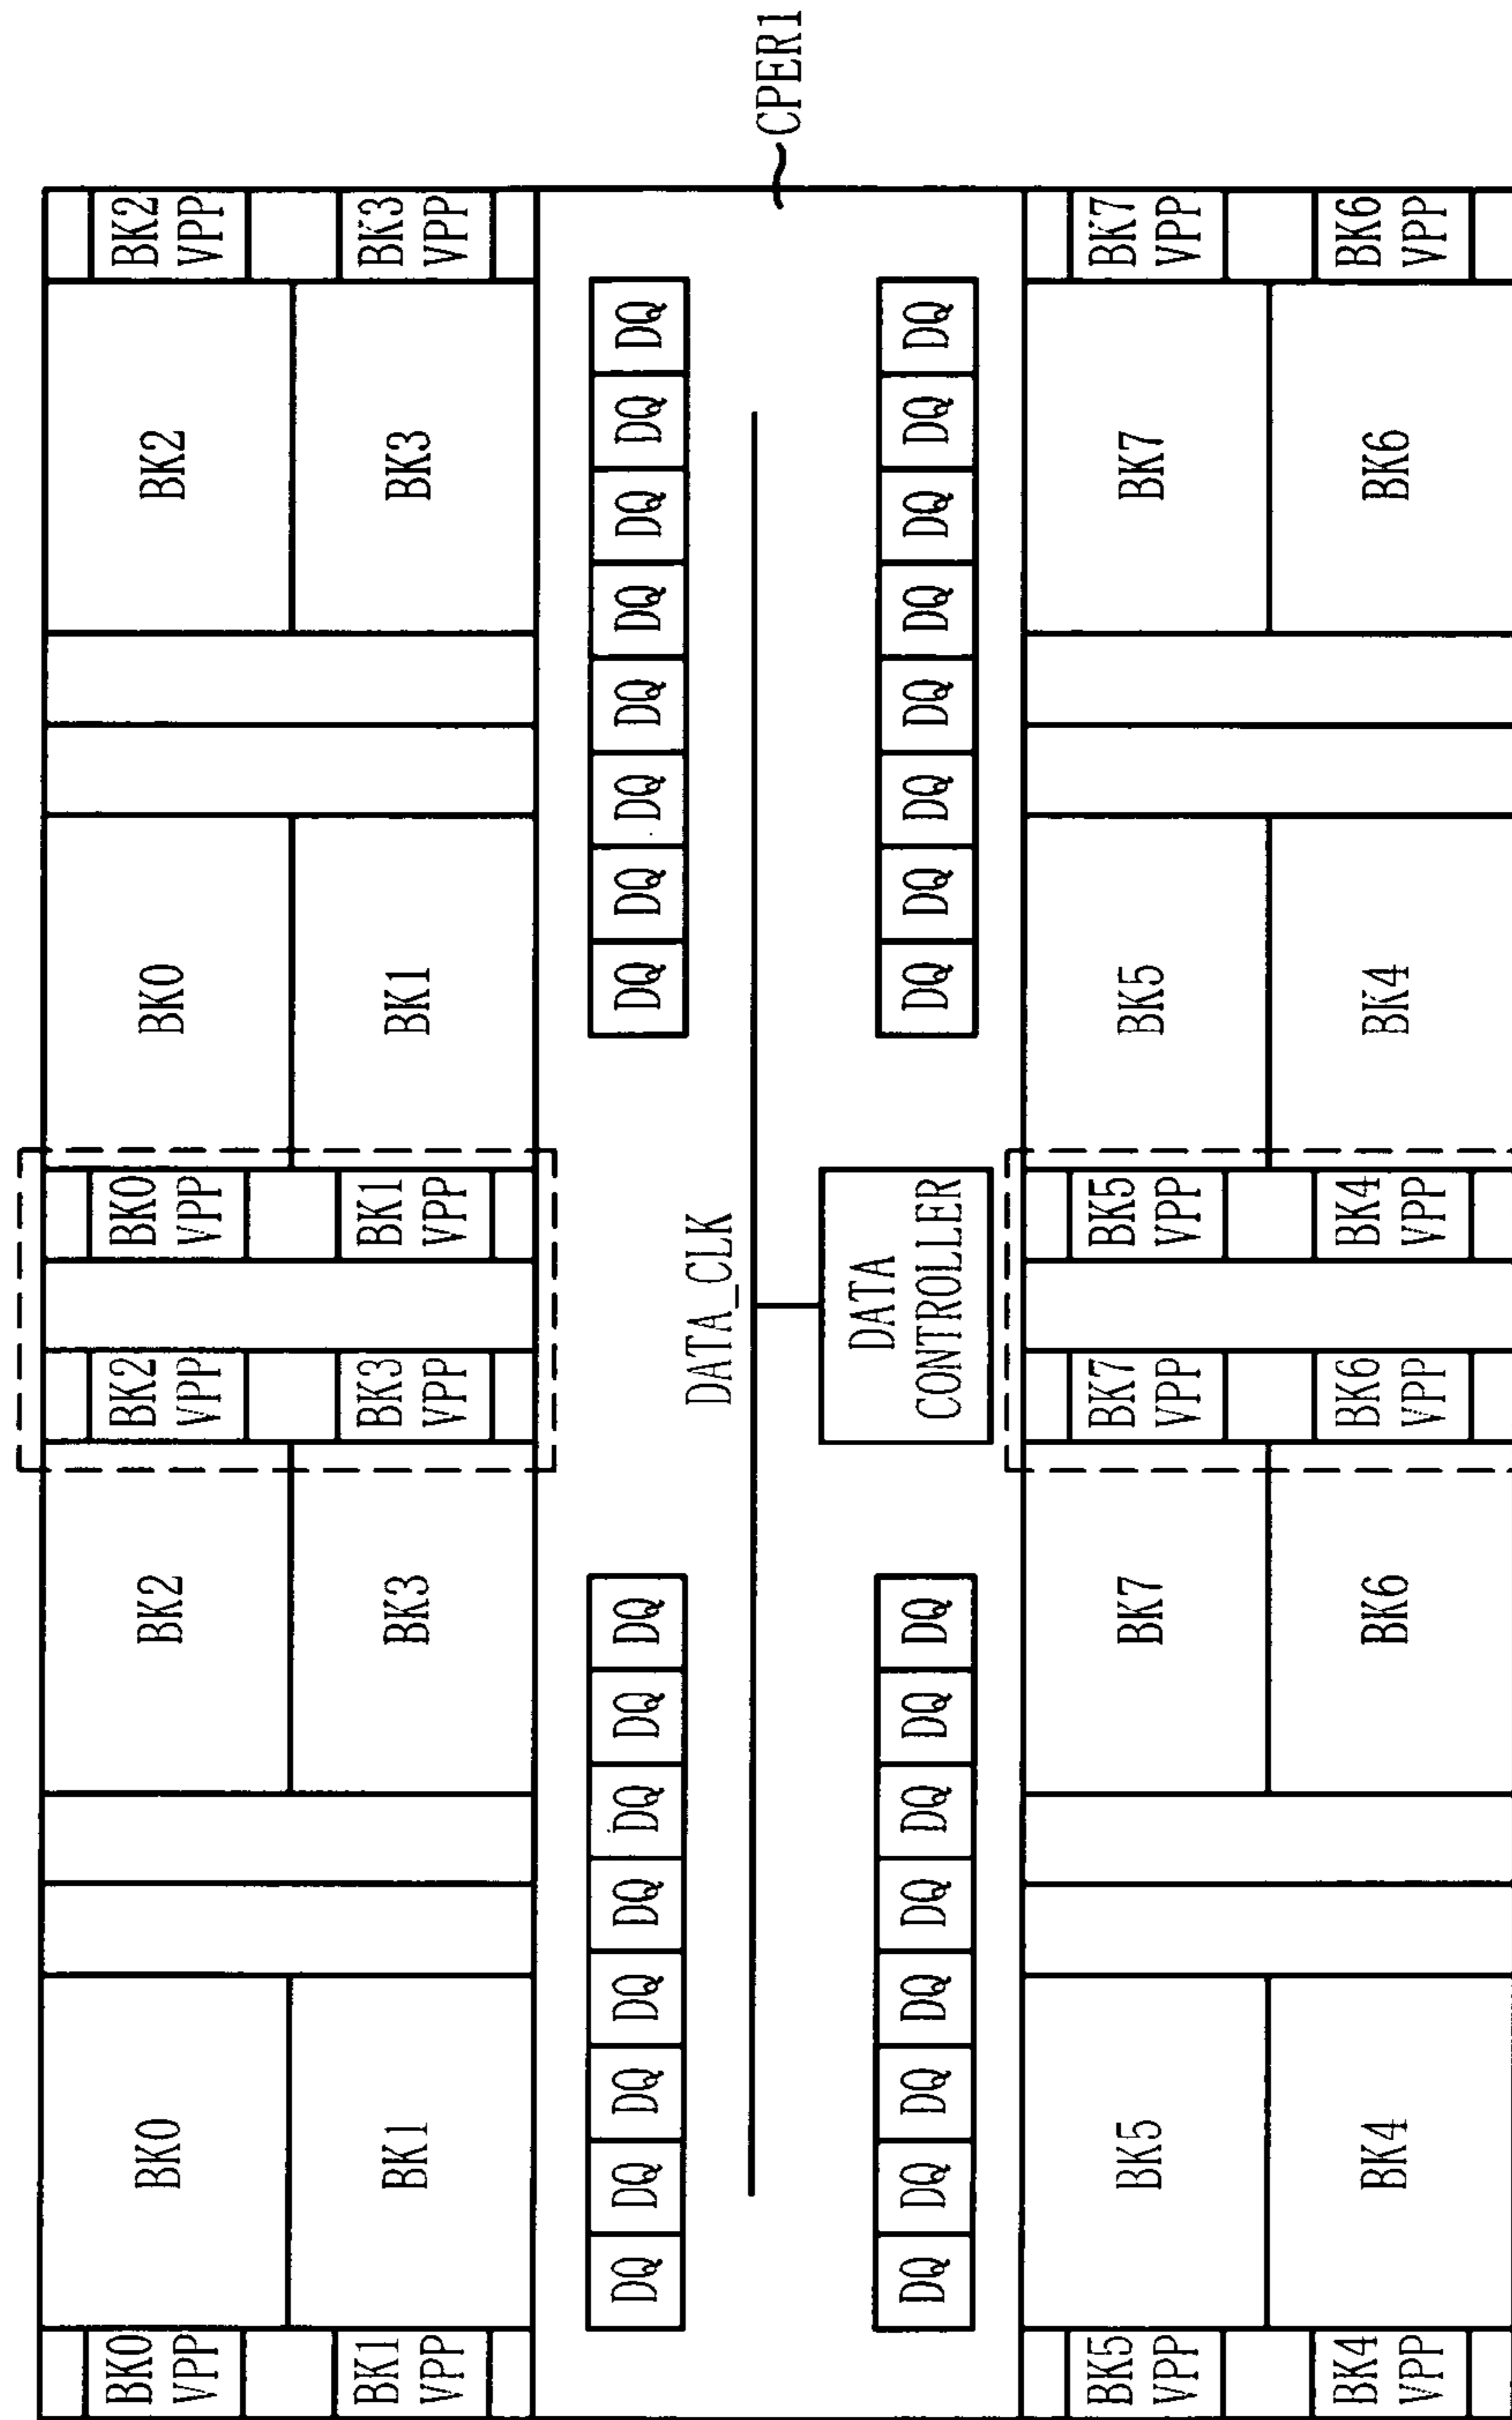 BK0
VPP
BK0
BK2
BK2
VPP
BK0
VPP
BK0
BK2
BK2
VPP
BK1
VPP
BK1
BK3
BK3
VPP
BK1
VPP
BK1
BK3
BK3
VPP
DQ DQ DQ DQ DQ DQ DQ DQ
DQ DQ DQ DQ DQ DQ DQ DQ
DATA_CLK
CPER1
DATA
CONTROLLER
DQ DQ DQ DQ DQ DQ DQ DQ
DQ DQ DQ DQ DQ DQ DQ DQ
BK5
VPP
BK5
BK7
BK7
VPP
BK5
VPP
BK5
BK7
BK7
VPP
BK4
VPP
BK4
BK6
BK6
VPP
BK4
VPP
BK4
BK6
BK6
VPP